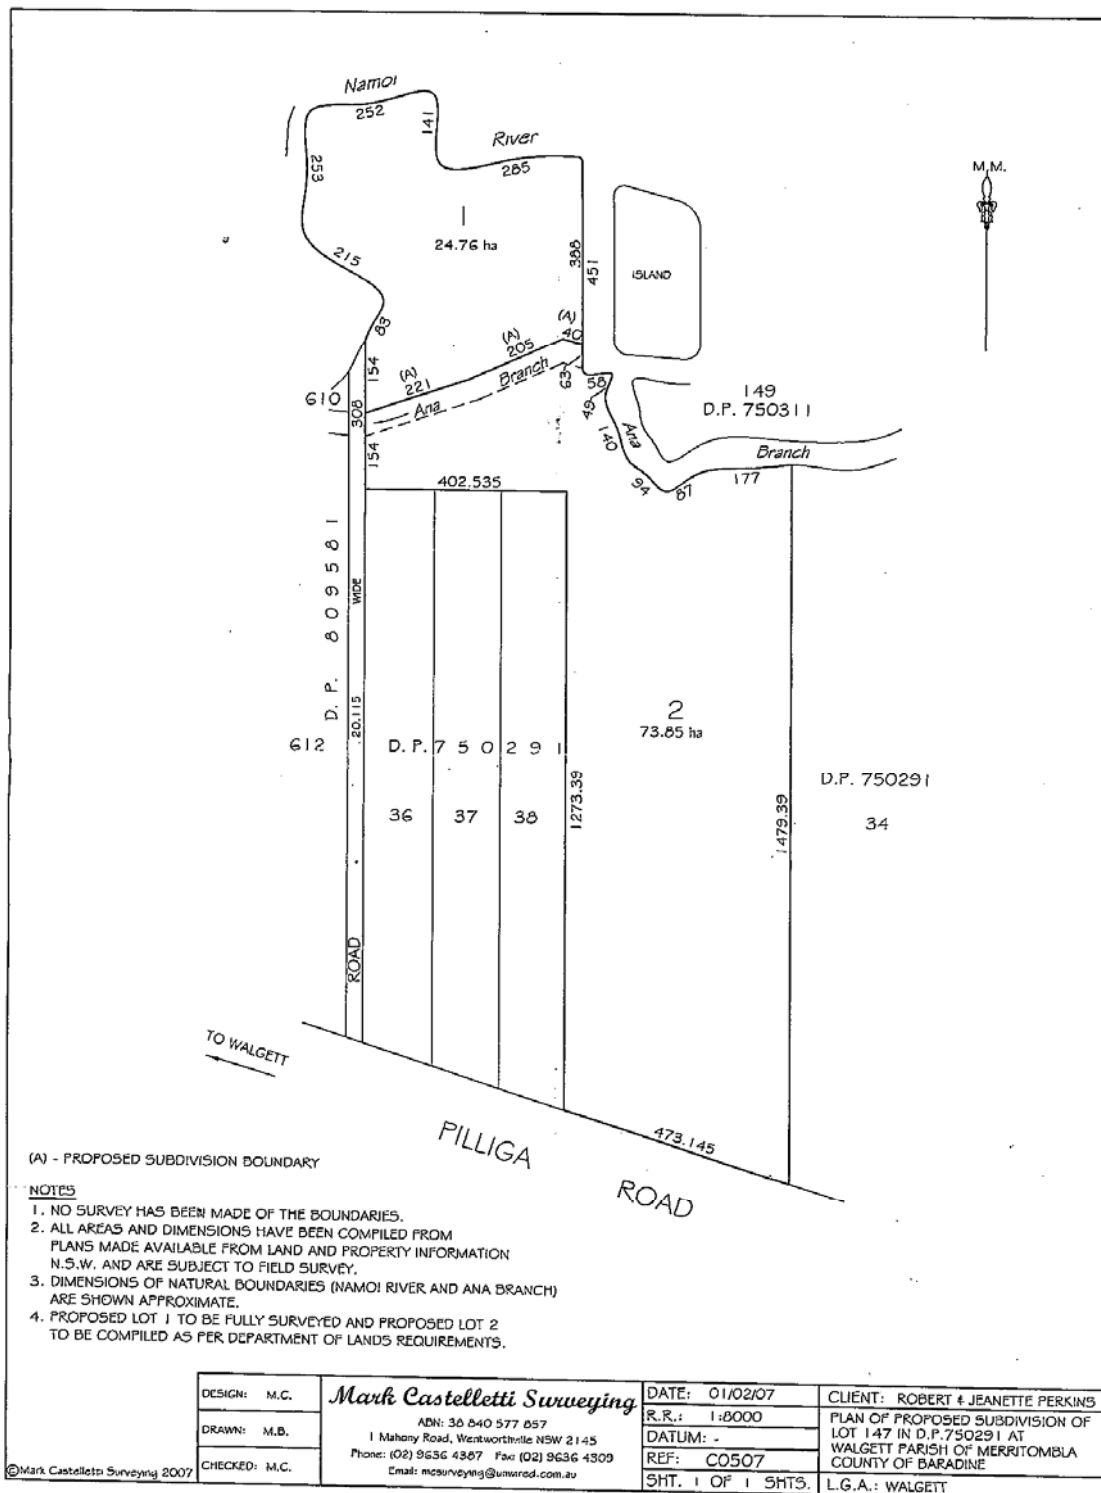 Namoi
252
141
River
285
253
M.M.
1
24.76 ha
215
388
451
ISLAND
83
(A)
40
(A)
205
154
(A)
221
Branch
63
58
610
308
Ana
49
149
D.P. 750311
140
Ana
Branch
154
94
87
177
402.535
D.P. 809581
WIDE
20.115
2
73.85 ha
612
D.P. 750291
D.P. 750291
36
37
38
1273.39
1479.39
34
ROAD
TO WALGETT
PILLIGA
ROAD
473.145
(A) - PROPOSED SUBDIVISION BOUNDARY
NOTES
1. NO SURVEY HAS BEEN MADE OF THE BOUNDARIES.
2. ALL AREAS AND DIMENSIONS HAVE BEEN COMPILED FROM
PLANS MADE AVAILABLE FROM LAND AND PROPERTY INFORMATION
N.S.W. AND ARE SUBJECT TO FIELD SURVEY.
3. DIMENSIONS OF NATURAL BOUNDARIES (NAMOI RIVER AND ANA BRANCH)
ARE SHOWN APPROXIMATE.
4. PROPOSED LOT 1 TO BE FULLY SURVEYED AND PROPOSED LOT 2
TO BE COMPILED AS PER DEPARTMENT OF LANDS REQUIREMENTS.
©Mark Castelletti Surveying 2007
DESIGN: M.C.
DRAWN: M.B.
CHECKED: M.C.
Mark Castelletti Surveying
ABN: 38 840 577 857
1 Mahony Road, Wentworthville NSW 2145
Phone: (02) 9636 4387 Fax: (02) 9636 4309
Email: mcsurveying@unwired.com.au
DATE: 01/02/07
R.R.: 1:8000
DATUM: -
REF: C0507
SHT. 1 OF 1 SHTS.
CLIENT: ROBERT & JEANETTE PERKINS
PLAN OF PROPOSED SUBDIVISION OF
LOT 147 IN D.P.750291 AT
WALGETT PARISH OF MERRITOMBLA
COUNTY OF BARADINE
L.G.A.: WALGETT